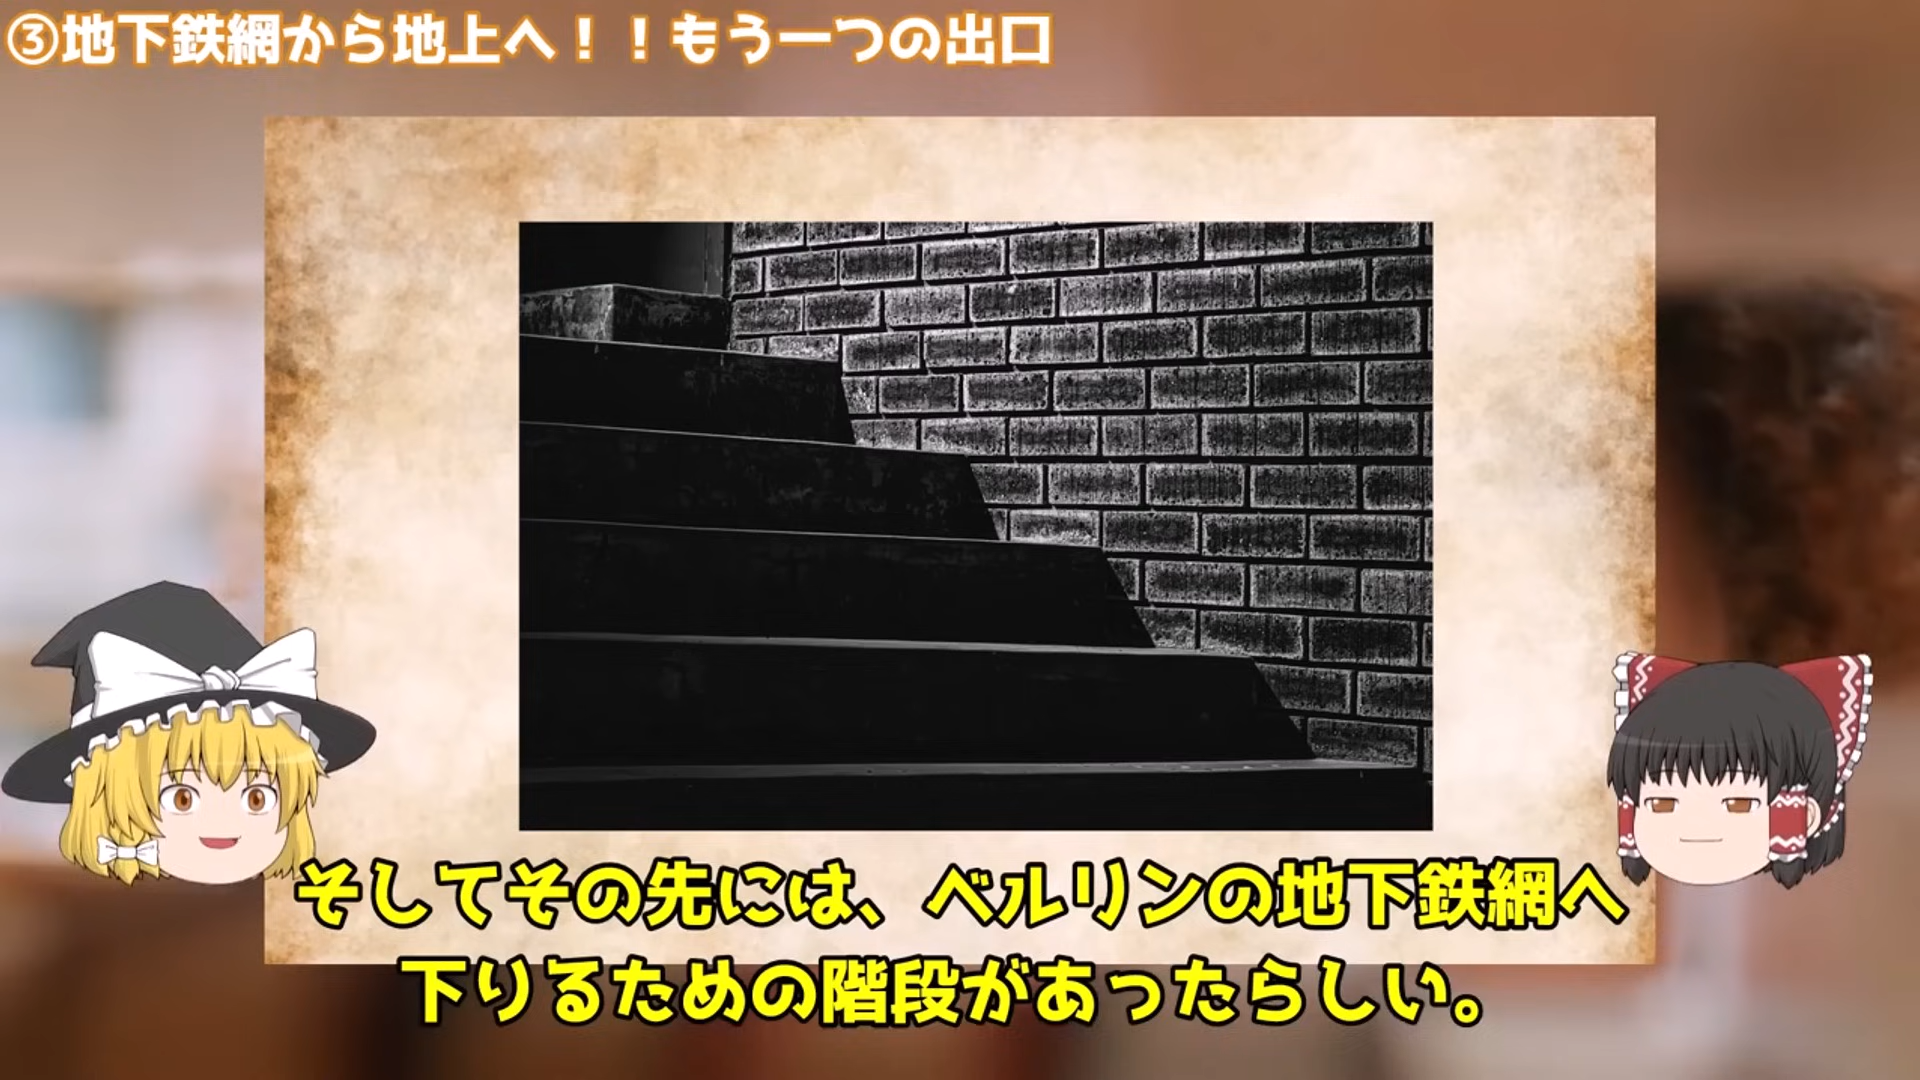 ③地下鉄網から地上へ！！もう一つの出口
そしてその先には、ベルリンの地下鉄網へ
下りるための階段があったらしい。